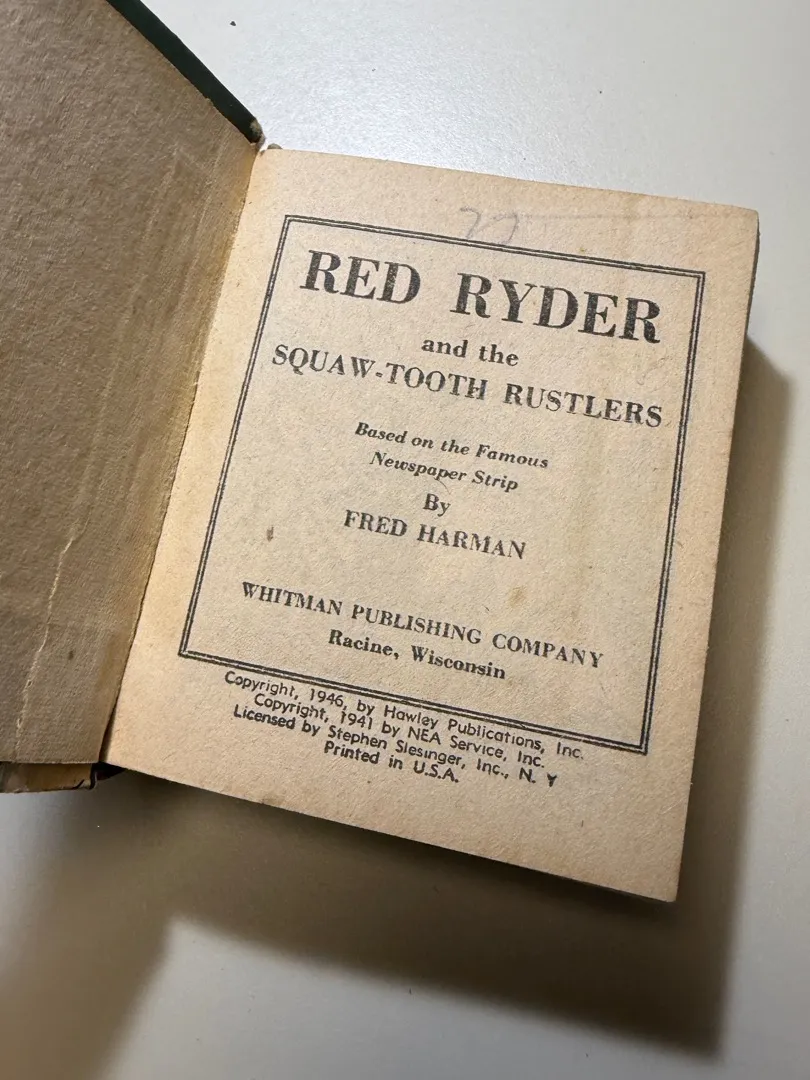 RED RYDER
and the
SQUAW-TOOTH RUSTLERS
Based on the Famous
Newspaper Strip
By
FRED HARMAN
WHITMAN PUBLISHING COMPANY
Racine, Wisconsin
Copyright, 1946, by Hawley Publications, Inc.
Copyright, 1941 by NEA Service, Inc.
Licensed by Stephen Slesinger, Inc., N. Y
Printed in U.S.A.